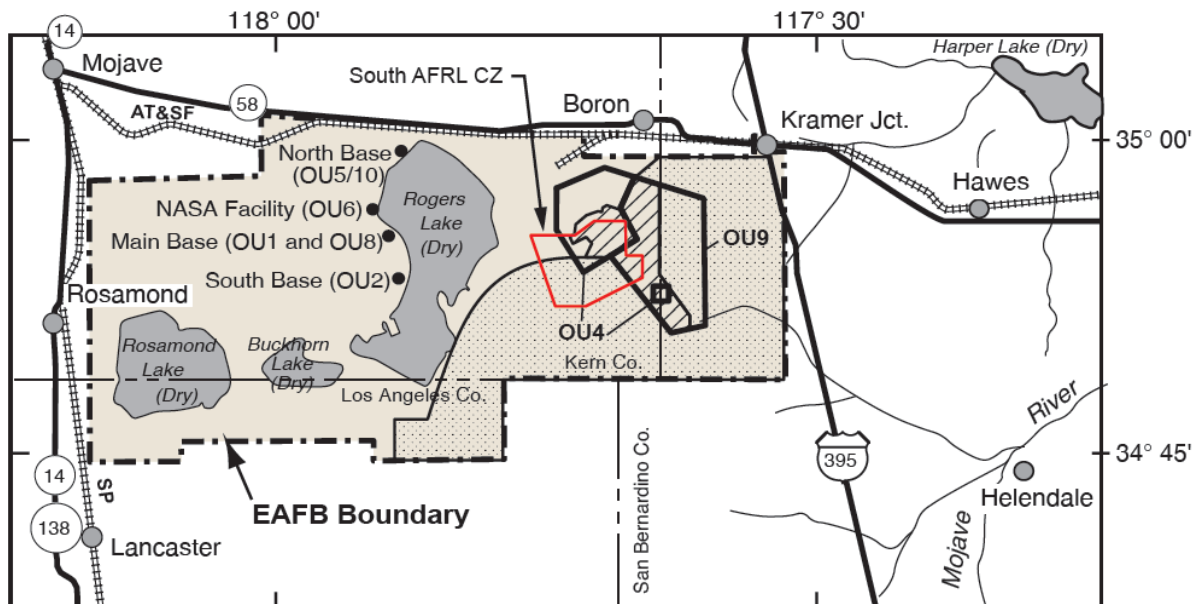 118° 00'
117° 30'
14
Mojave
South AFRL CZ
Harper Lake (Dry)
58
AT&SF
Boron
Kramer Jct.
35° 00'
North Base
(OU5/10)
Rogers
Lake
(Dry)
Hawes
NASA Facility (OU6)
Main Base (OU1 and OU8)
OU9
South Base (OU2)
Rosamond
OU4
Rosamond
Lake
(Dry)
Buckhorn
Lake
(Dry)
Kern Co.
Los Angeles Co.
San Bernardino Co.
River
34° 45'
395
14
SP
EAFB Boundary
Helendale
138
Lancaster
Mojave